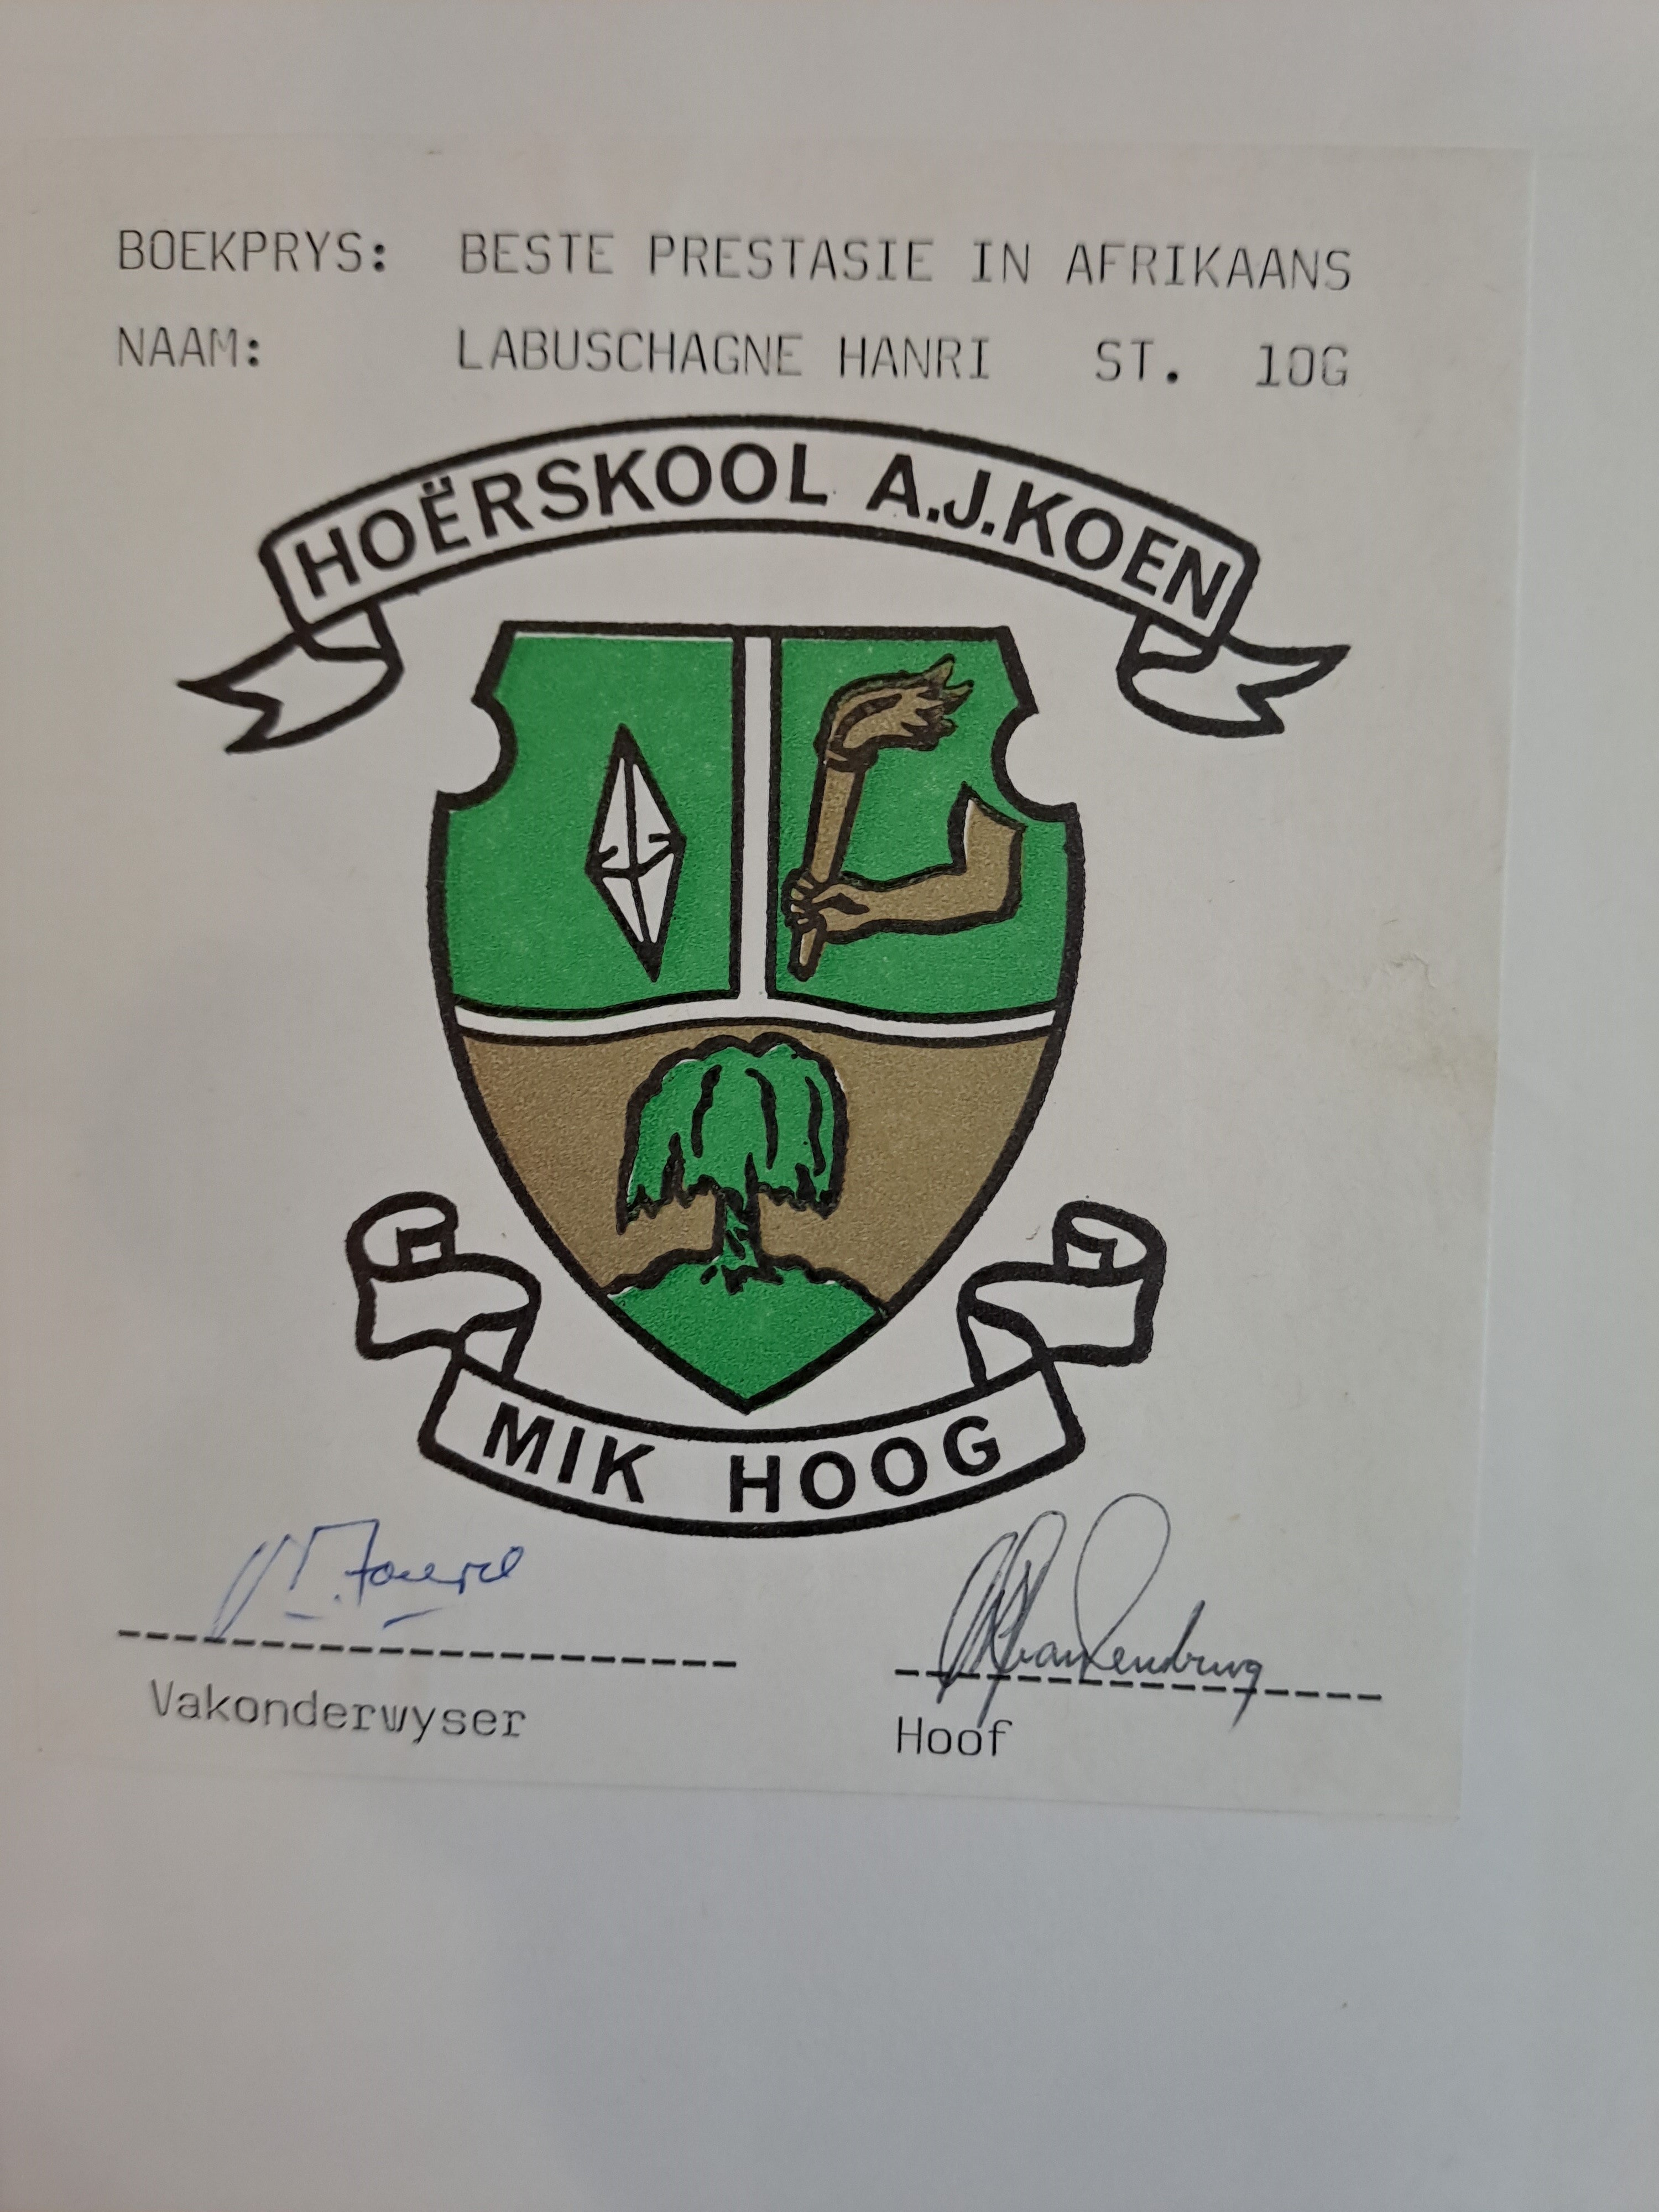 BOEKPRYS: BESTE PRESTASIE IN AFRIKAANS
NAAM: LABUSCHAGNE HANRI ST. 10G
HOËRSKOOL A.J.KOEN
MIK HOOG
Vakonderwyser
Hoof